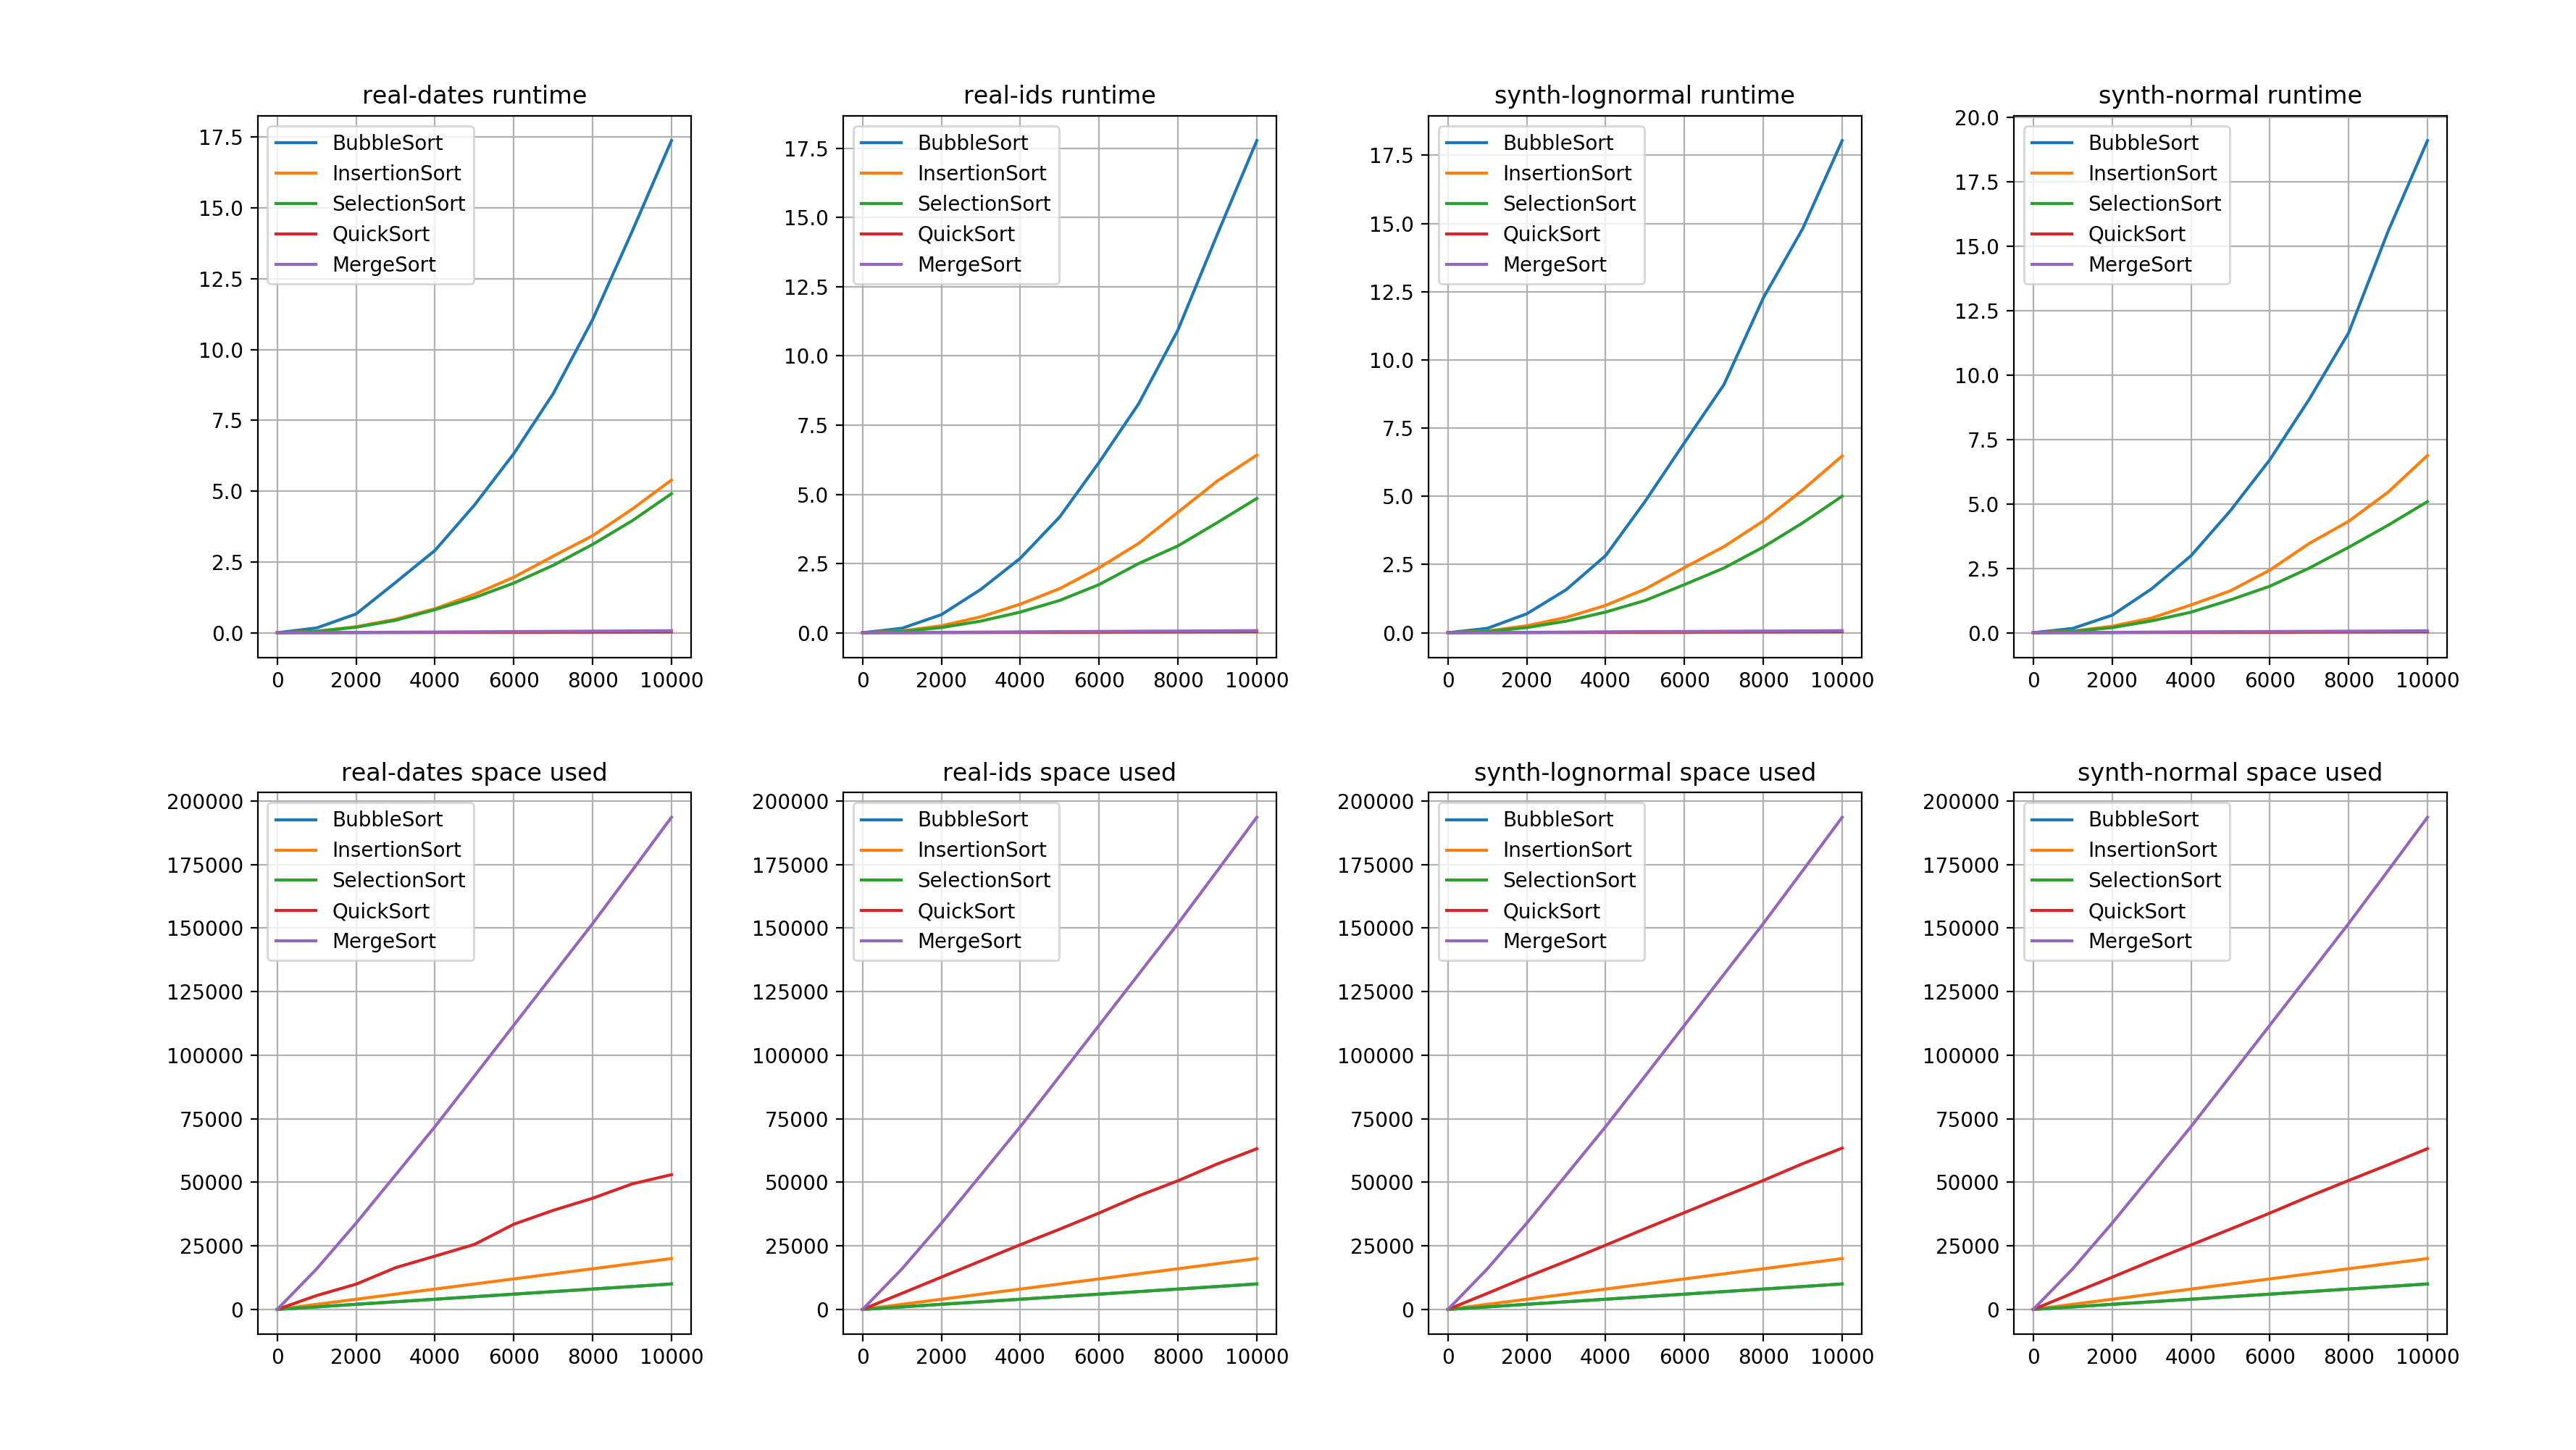 real-dates runtime
17.5
15.0
12.5
10.0
7.5
5.0
2.5
0.0
0 2000 4000 6000 8000 10000
BubbleSort
InsertionSort
SelectionSort
QuickSort
MergeSort
real-ids runtime
17.5
15.0
12.5
10.0
7.5
5.0
2.5
0.0
0 2000 4000 6000 8000 10000
BubbleSort
InsertionSort
SelectionSort
QuickSort
MergeSort
synth-lognormal runtime
17.5
15.0
12.5
10.0
7.5
5.0
2.5
0.0
0 2000 4000 6000 8000 10000
BubbleSort
InsertionSort
SelectionSort
QuickSort
MergeSort
synth-normal runtime
20.0
17.5
15.0
12.5
10.0
7.5
5.0
2.5
0.0
0 2000 4000 6000 8000 10000
BubbleSort
InsertionSort
SelectionSort
QuickSort
MergeSort
real-dates space used
200000
175000
150000
125000
100000
75000
50000
25000
0
0 2000 4000 6000 8000 10000
BubbleSort
InsertionSort
SelectionSort
QuickSort
MergeSort
real-ids space used
200000
175000
150000
125000
100000
75000
50000
25000
0
0 2000 4000 6000 8000 10000
BubbleSort
InsertionSort
SelectionSort
QuickSort
MergeSort
synth-lognormal space used
200000
175000
150000
125000
100000
75000
50000
25000
0
0 2000 4000 6000 8000 10000
BubbleSort
InsertionSort
SelectionSort
QuickSort
MergeSort
synth-normal space used
200000
175000
150000
125000
100000
75000
50000
25000
0
0 2000 4000 6000 8000 10000
BubbleSort
InsertionSort
SelectionSort
QuickSort
MergeSort